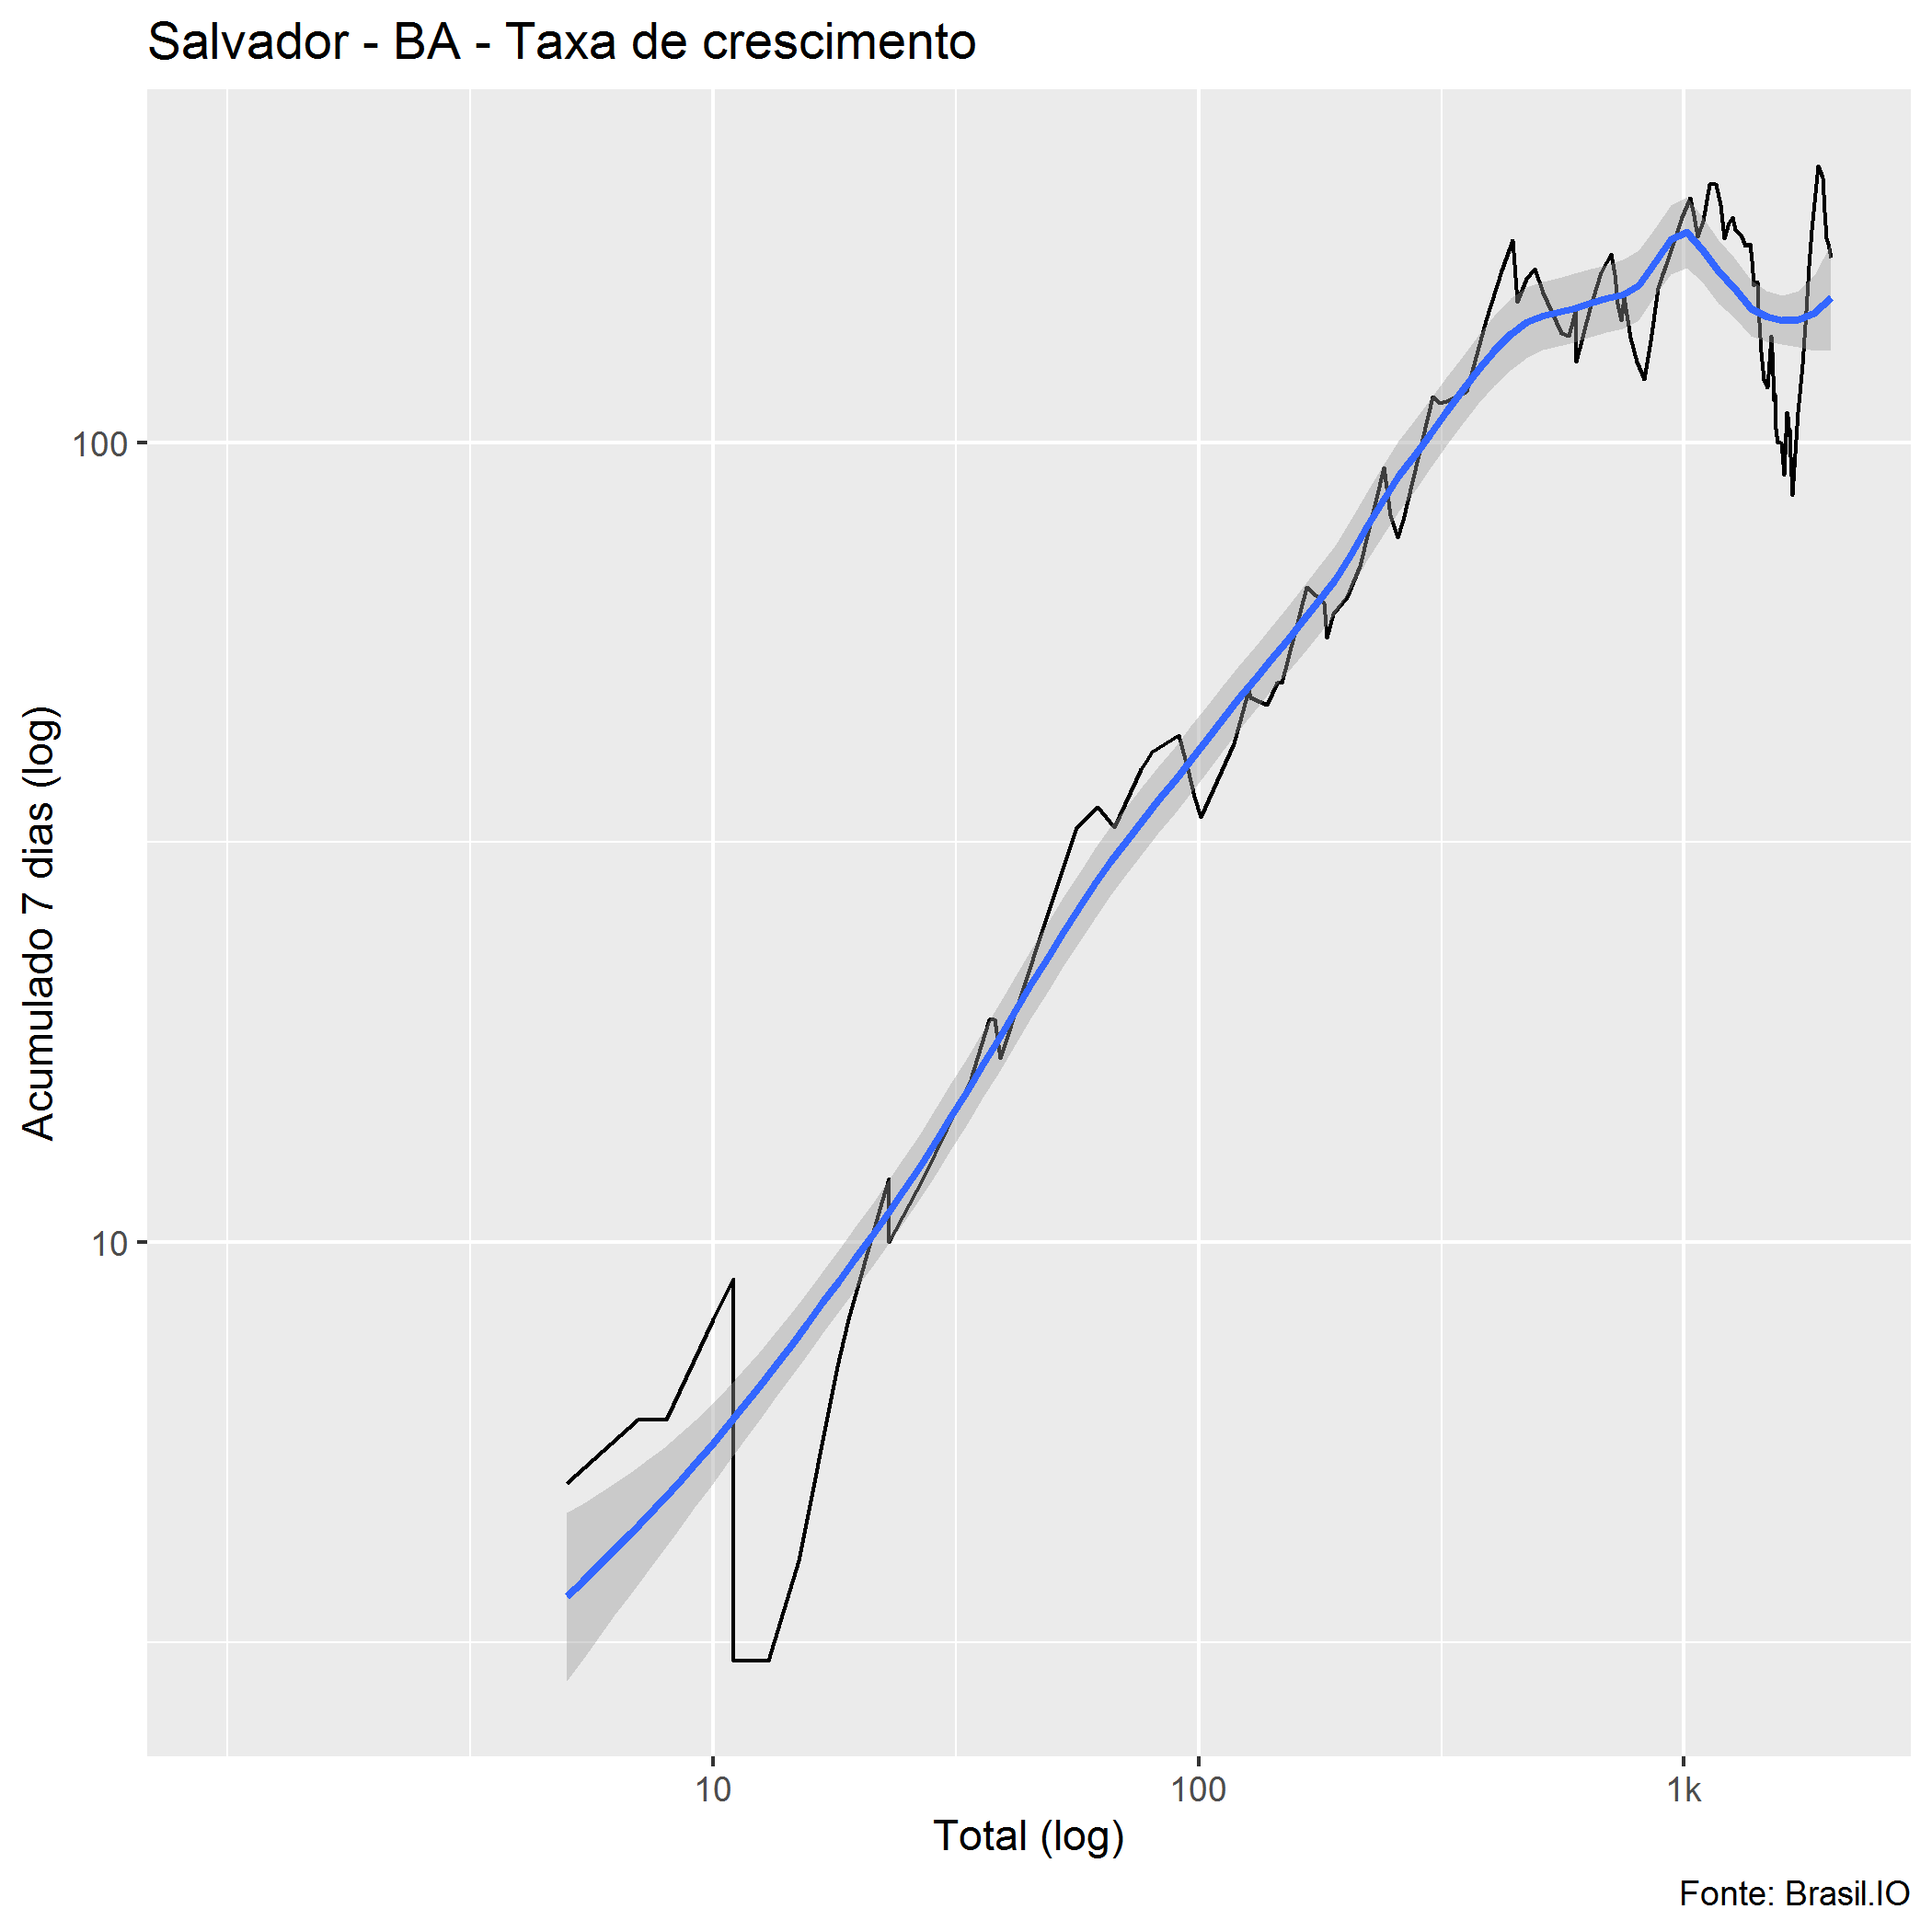 Salvador - BA - Taxa de crescimento
Acumulado 7 dias (log)
100
10
10
100
1k
Total (log)
Fonte: Brasil.IO